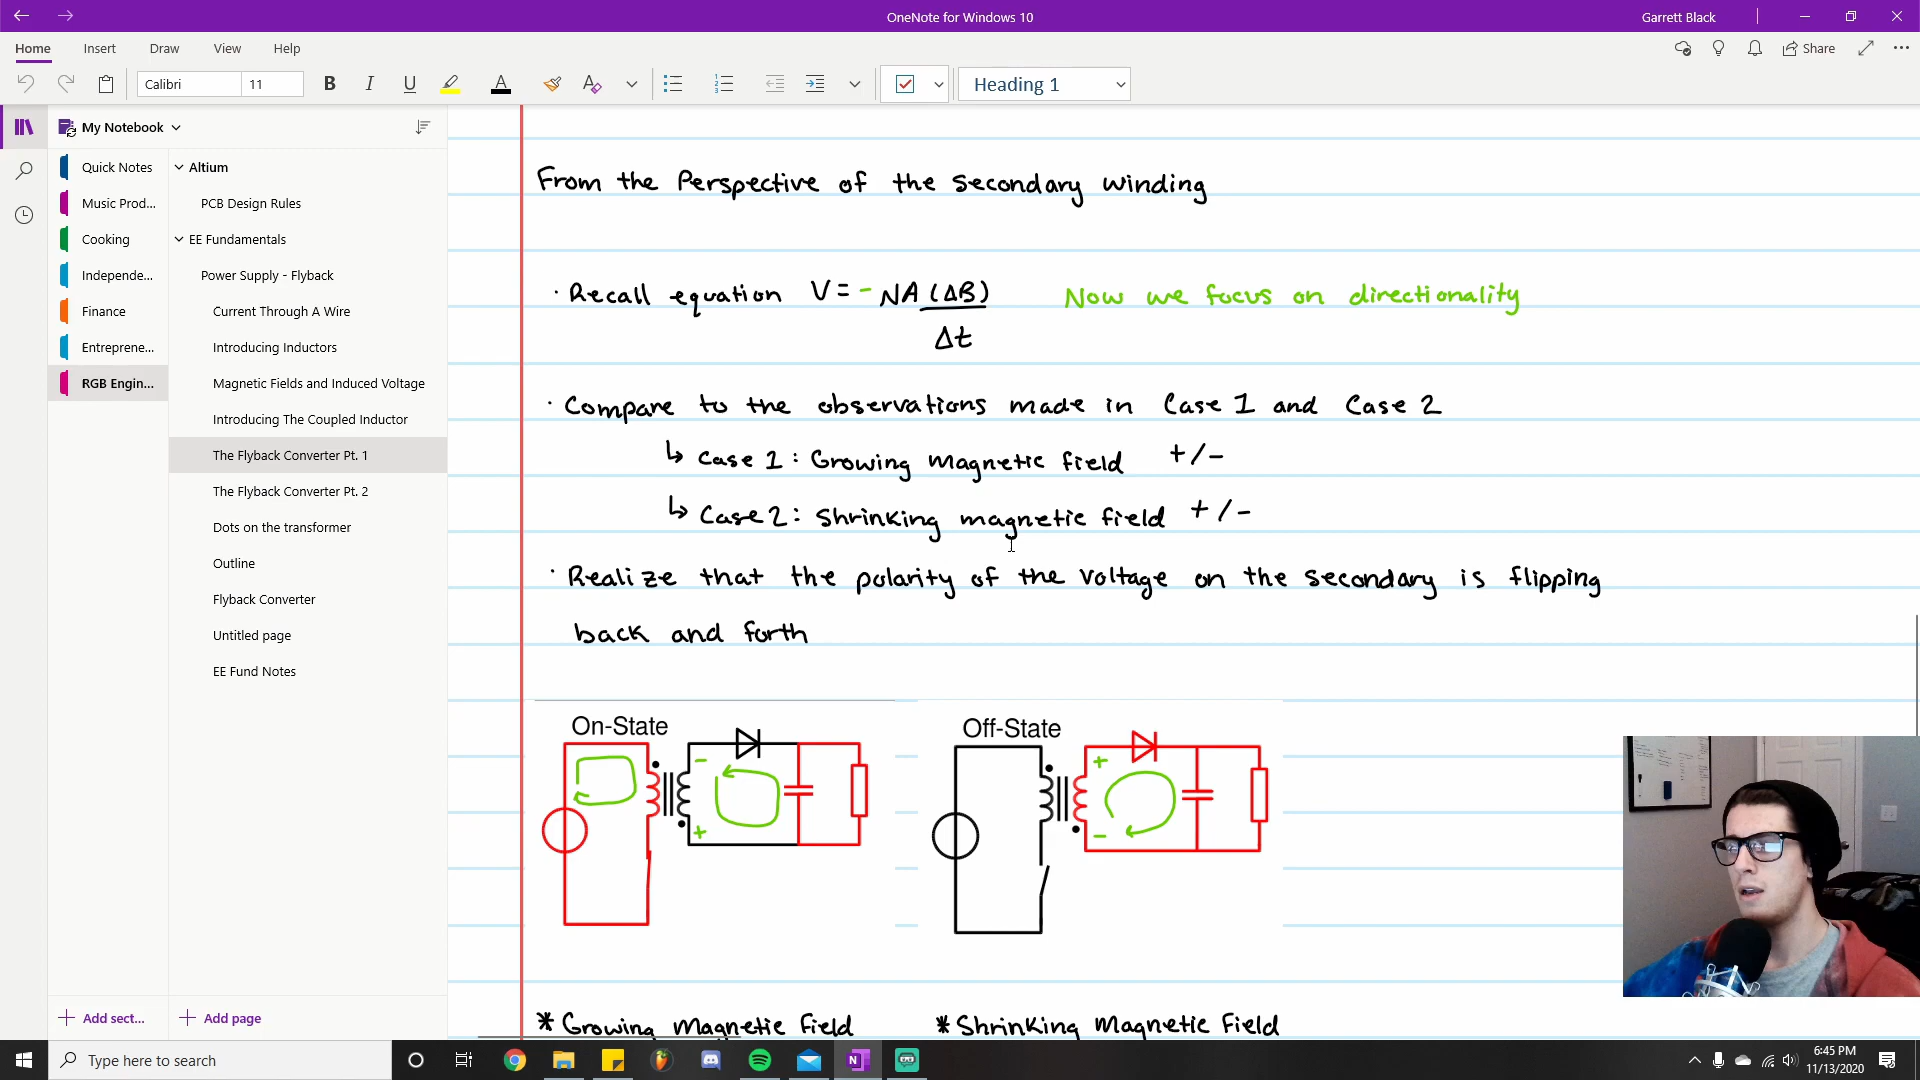 OneNote for Windows 10
Garrett Black
Home Insert Draw View Help
Share
Calibri 11 B I U A A Heading 1
My Notebook
Quick Notes
Music Prod...
Cooking
Independe...
Finance
Entreprene...
RGB Engin...
Altium
PCB Design Rules
EE Fundamentals
Power Supply - Flyback
Current Through A Wire
Introducing Inductors
Magnetic Fields and Induced Voltage
Introducing The Coupled Inductor
The Flyback Converter Pt. 1
The Flyback Converter Pt. 2
Dots on the transformer
Outline
Flyback Converter
Untitled page
EE Fund Notes
Add sect...
Add page
From the Perspective of the secondary winding
· Recall equation V = - NA (ΔB) Now we focus on directionality
Δt
· Compare to the observations made in Case 1 and Case 2
↳ Case 1: Growing magnetic field +/-
↳ Case 2: Shrinking magnetic field +/-
· Realize that the polarity of the voltage on the secondary is flipping
back and forth
On-State
- +
Off-State
+ -
* Growing Magnetic Field
* Shrinking Magnetic Field
Type here to search
6:45 PM
11/13/2020